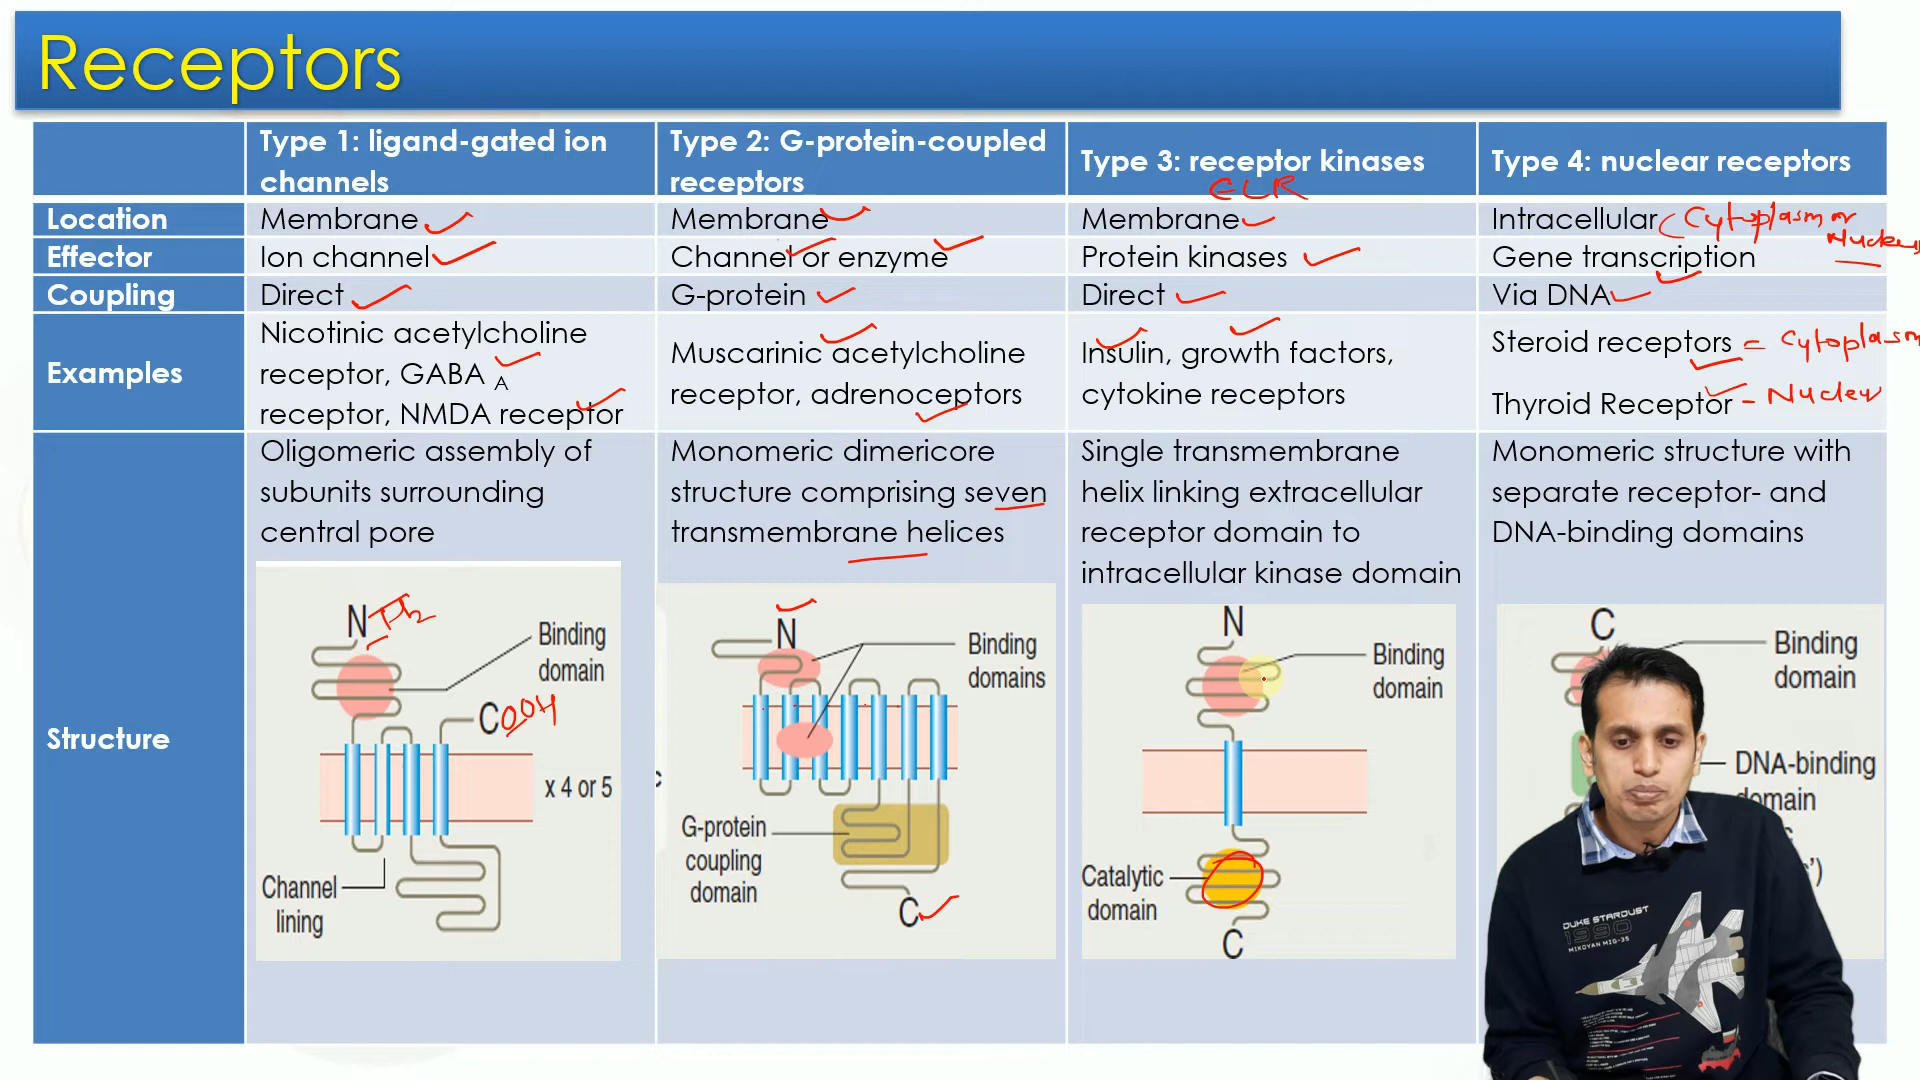 Receptors
Type 1: ligand-gated ion
channels
Type 2: G-protein-coupled
receptors
Type 3: receptor kinases
ELR
Type 4: nuclear receptors
Location
Membrane
Membrane
Membrane
Intracellular (Cytoplasm or
Effector
Ion channel
Channel or enzyme
Protein kinases
Gene transcription
Coupling
Direct
G-protein
Direct
Via DNA
Examples
Nicotinic acetylcholine
receptor, GABA A
receptor, NMDA receptor
Muscarinic acetylcholine
receptor, adrenoceptors
Insulin, growth factors,
cytokine receptors
Steroid receptors = Cytoplasm
Thyroid Receptor -
Structure
Oligomeric assembly of
subunits surrounding
central pore
Monomeric dimericore
structure comprising seven
transmembrane helices
Single transmembrane
helix linking extracellular
receptor domain to
intracellular kinase domain
Monomeric structure with
separate receptor- and
DNA-binding domains
N
Binding
domain
COOH
x 4 or 5
Channel
lining
N
Binding
domains
c
G-protein
coupling
domain
C
N
Binding
domain
Catalytic
domain
C
C
Binding
domain
DNA-binding
domain
')
DUKE STARDUST
1990
MIKOYAN MIG-35